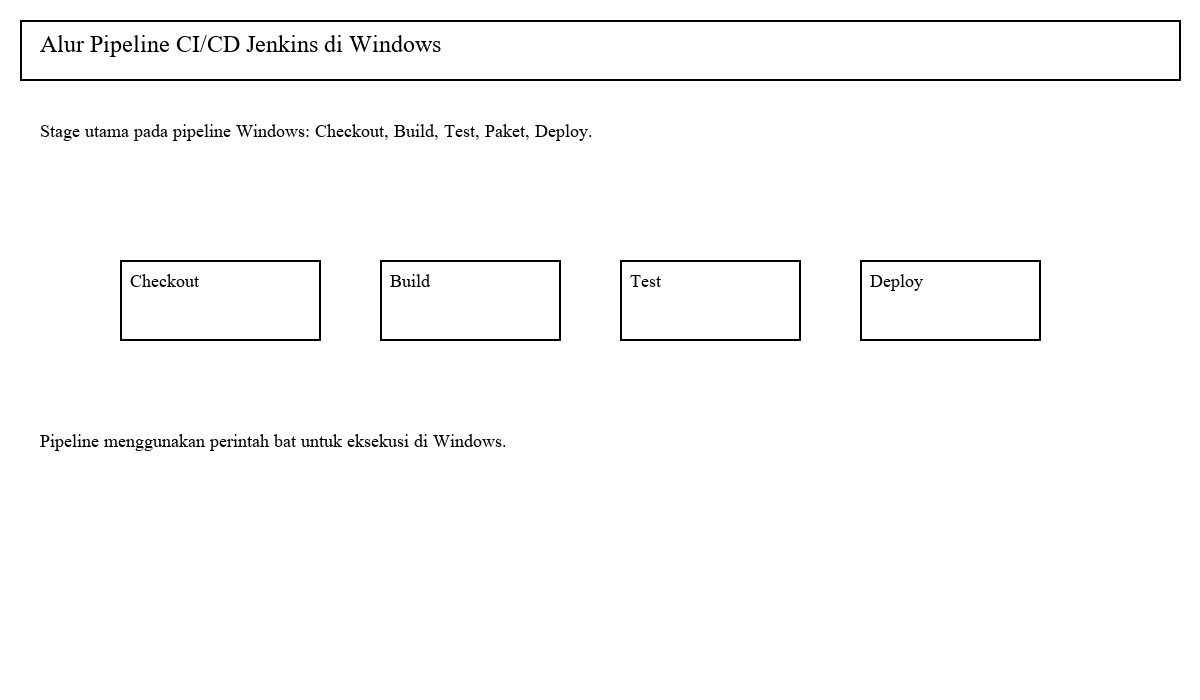 Alur Pipeline CI/CD Jenkins di Windows
Stage utama pada pipeline Windows: Checkout, Build, Test, Paket, Deploy.
Checkout
Build
Test
Deploy
Pipeline menggunakan perintah bat untuk eksekusi di Windows.